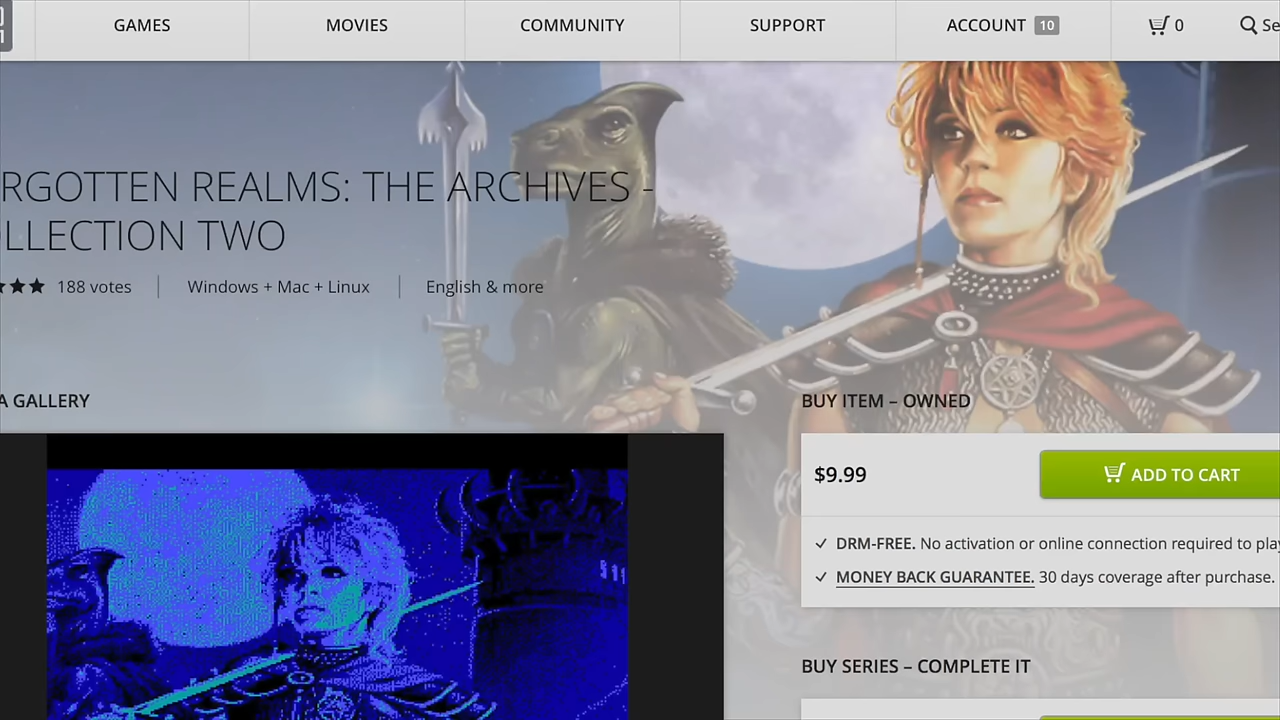 GAMES
MOVIES
COMMUNITY
SUPPORT
ACCOUNT 10
0
Se
RGOTTEN REALMS: THE ARCHIVES -
LLECTION TWO
188 votes
Windows + Mac + Linux
English & more
A GALLERY
BUY ITEM – OWNED
$9.99
ADD TO CART
DRM-FREE. No activation or online connection required to play
MONEY BACK GUARANTEE. 30 days coverage after purchase.
BUY SERIES – COMPLETE IT